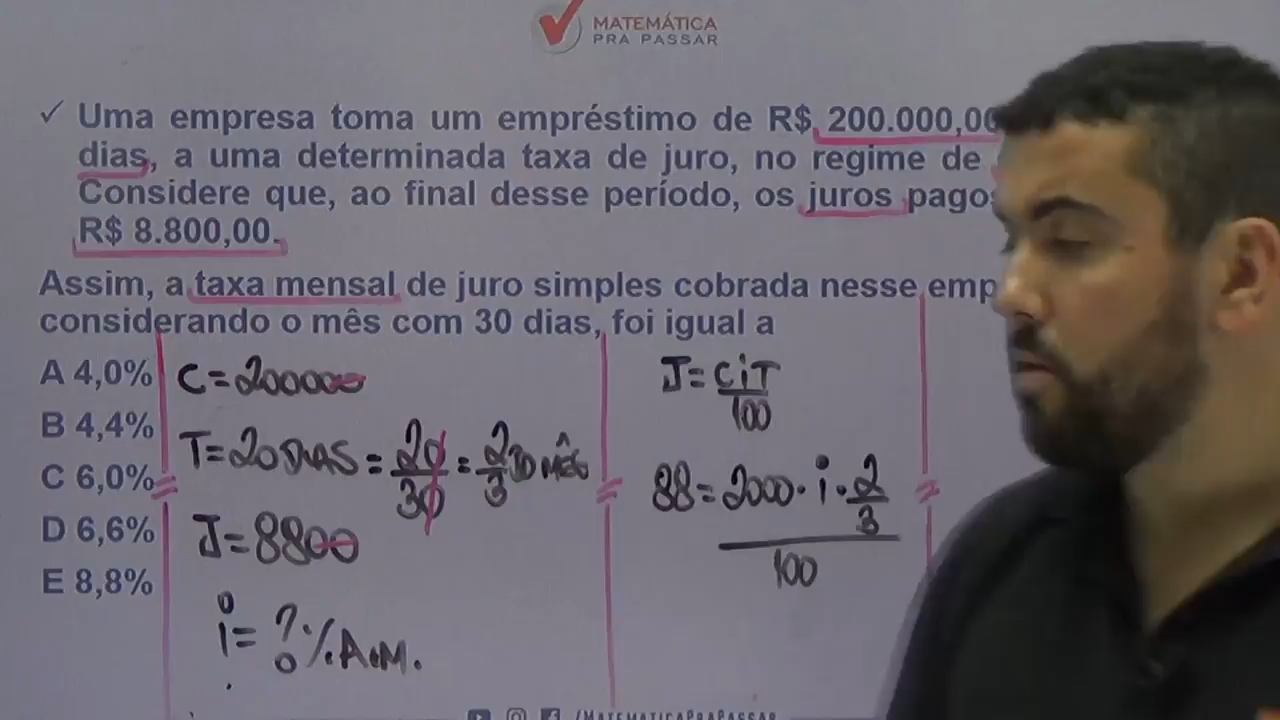 MATEMÁTICA
PRA PASSAR
✓ Uma empresa toma um empréstimo de R$ 200.000,00
dias, a uma determinada taxa de juro, no regime de
Considere que, ao final desse período, os juros pagos
R$ 8.800,00.
Assim, a taxa mensal de juro simples cobrada nesse
considerando o mês com 30 dias, foi igual a
A 4,0%
B 4,4%
C 6,0%
D 6,6%
E 8,8%
C = 200000
T = 20 DIAS = 20/30 = 2/3 DO MÊS
J = 8800
i = ? % A.M.
J = CiT/100
88 = 2000 · i · 2/3
100
/MATEMATICAPRAPASSAR